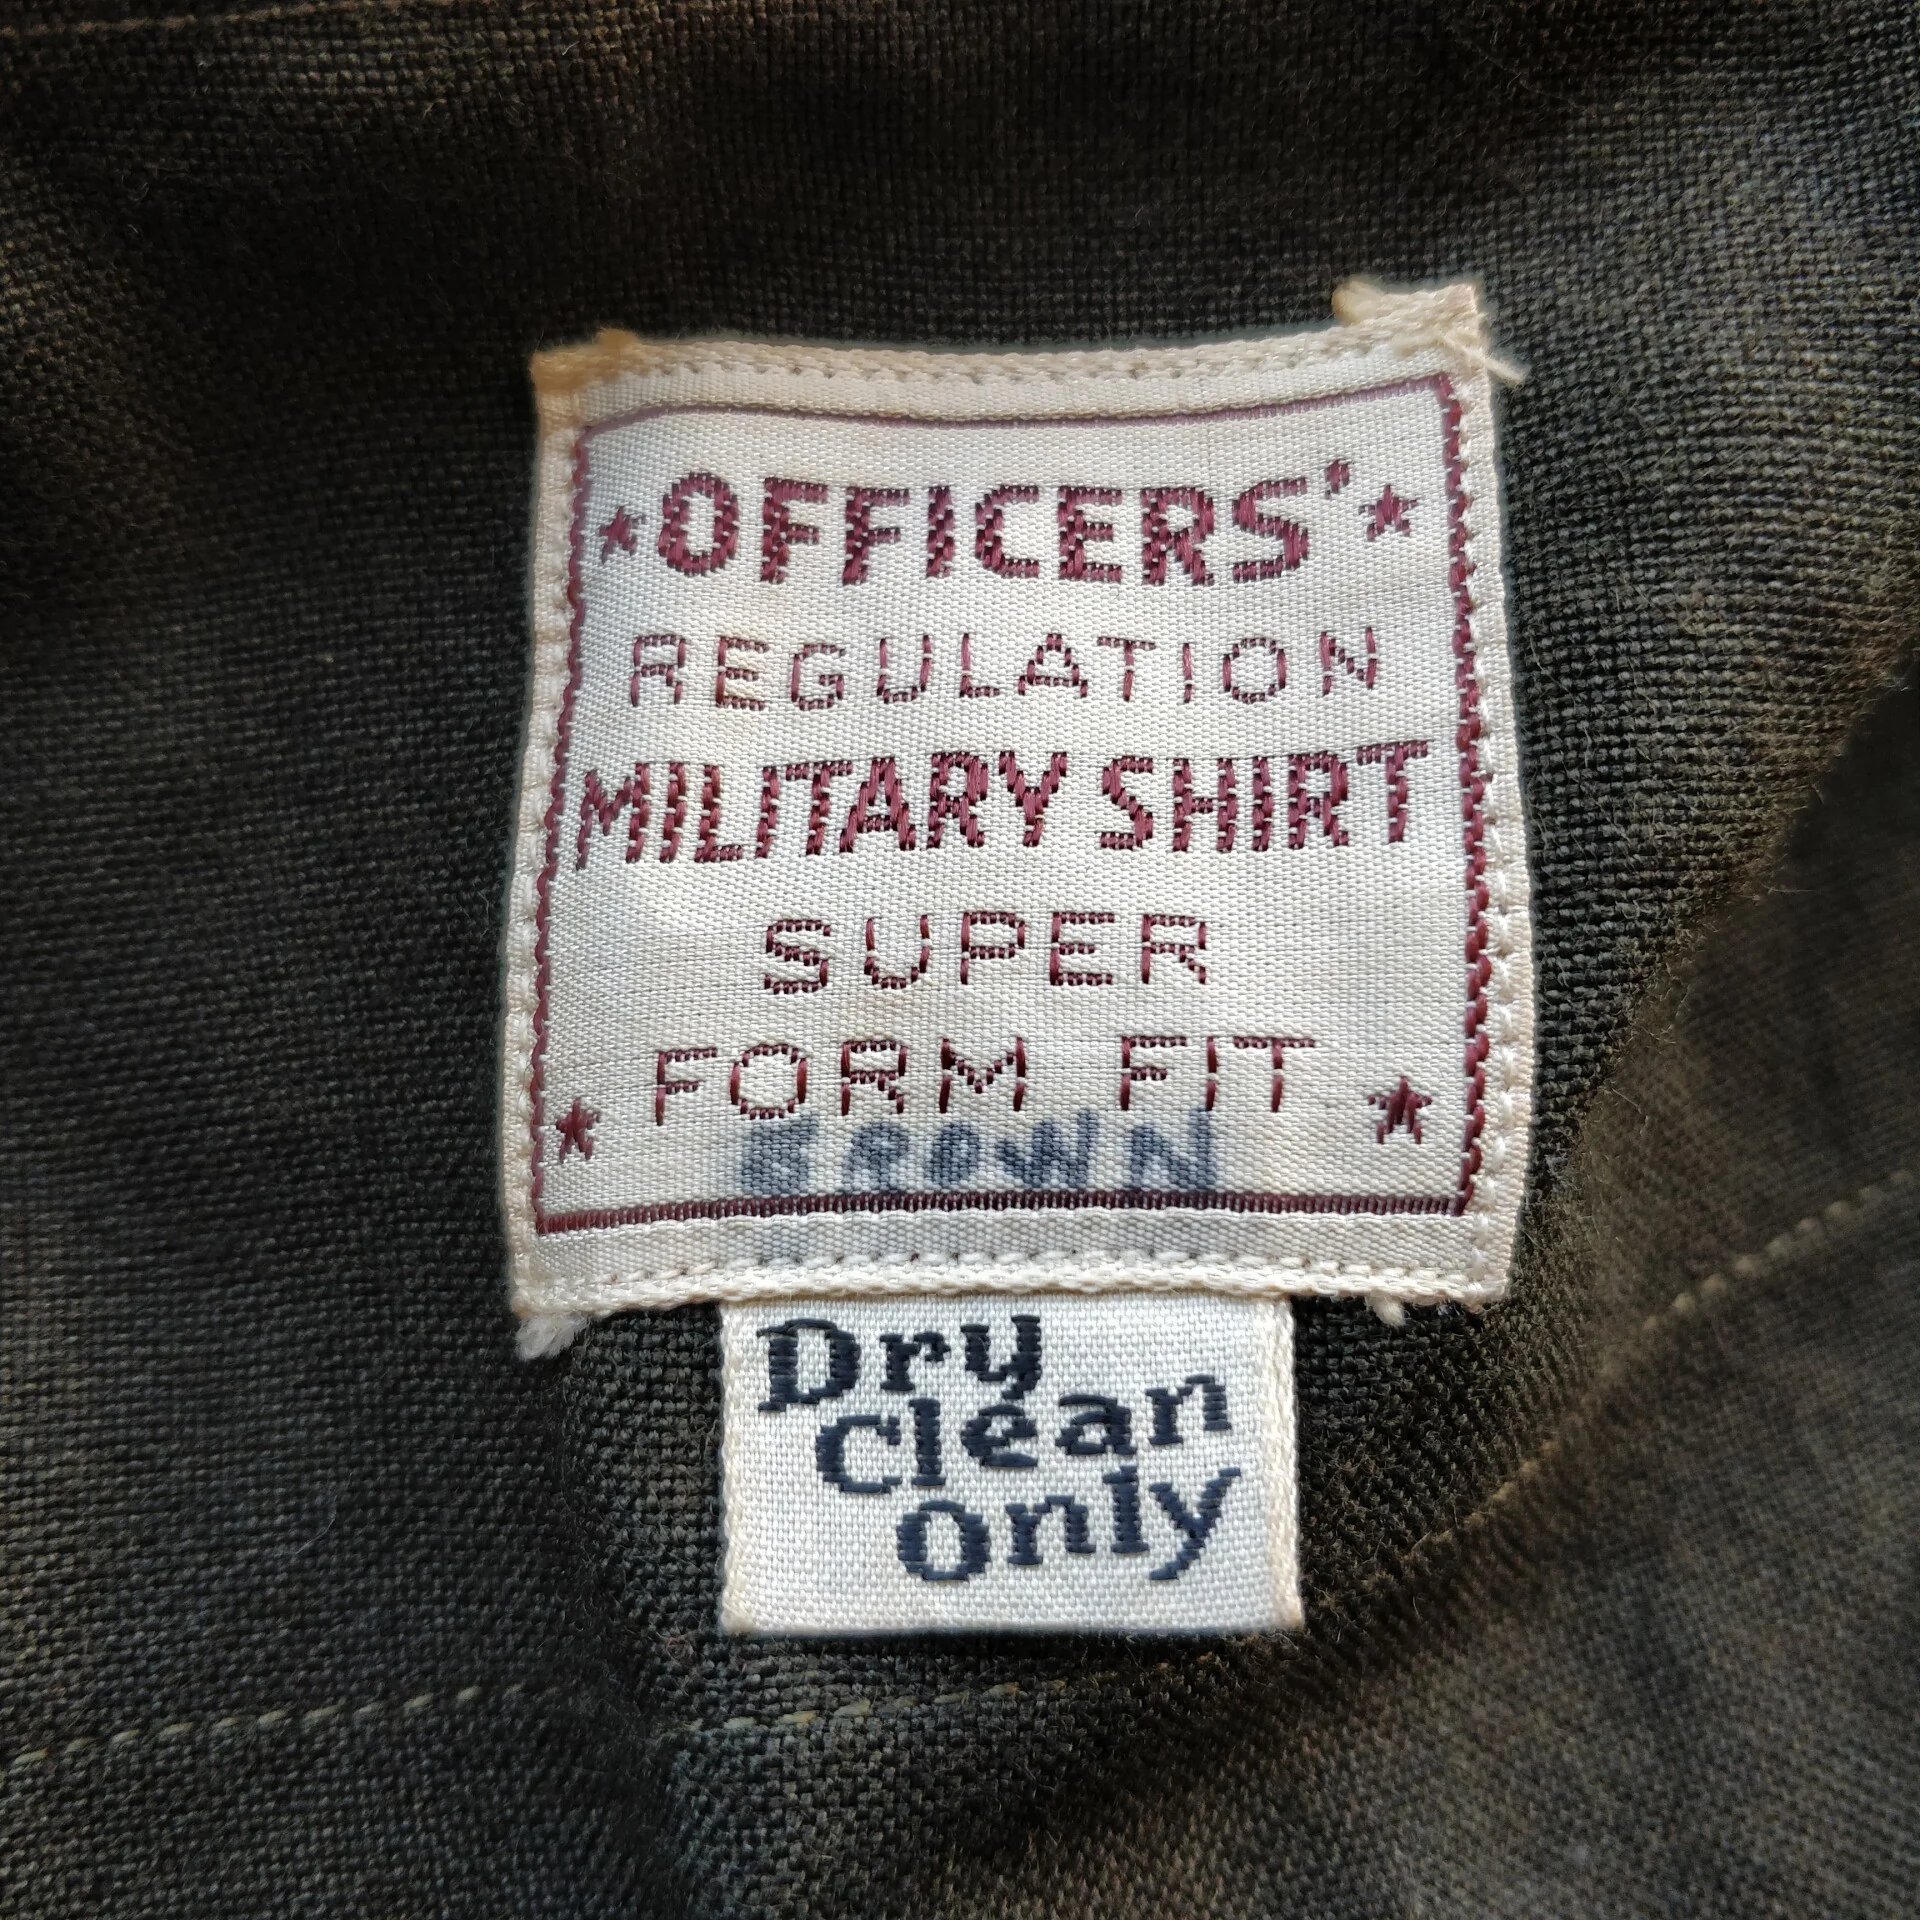 OFFICERS'
REGULATION
MILITARY SHIRT
SUPER
FORM FIT
BROWN
Dry
Clean
Only